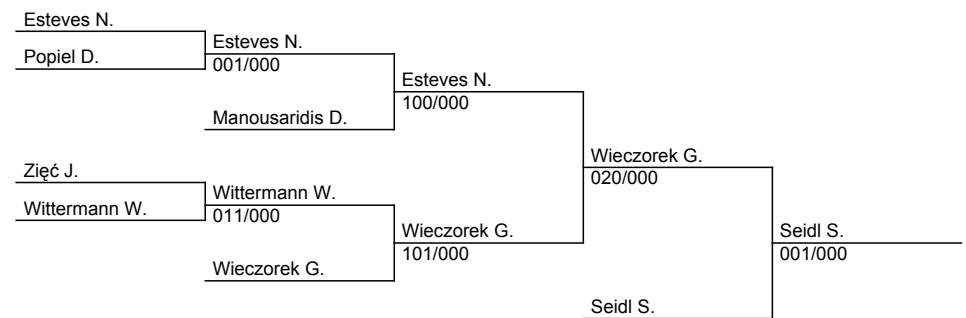 Esteves N.
Popiel D.
Esteves N.
001/000
Manousaridis D.
Esteves N.
100/000
Zięć J.
Wittermann W.
Wittermann W.
011/000
Wieczorek G.
Wieczorek G.
101/000
Wieczorek G.
020/000
Seidl S.
Seidl S.
001/000